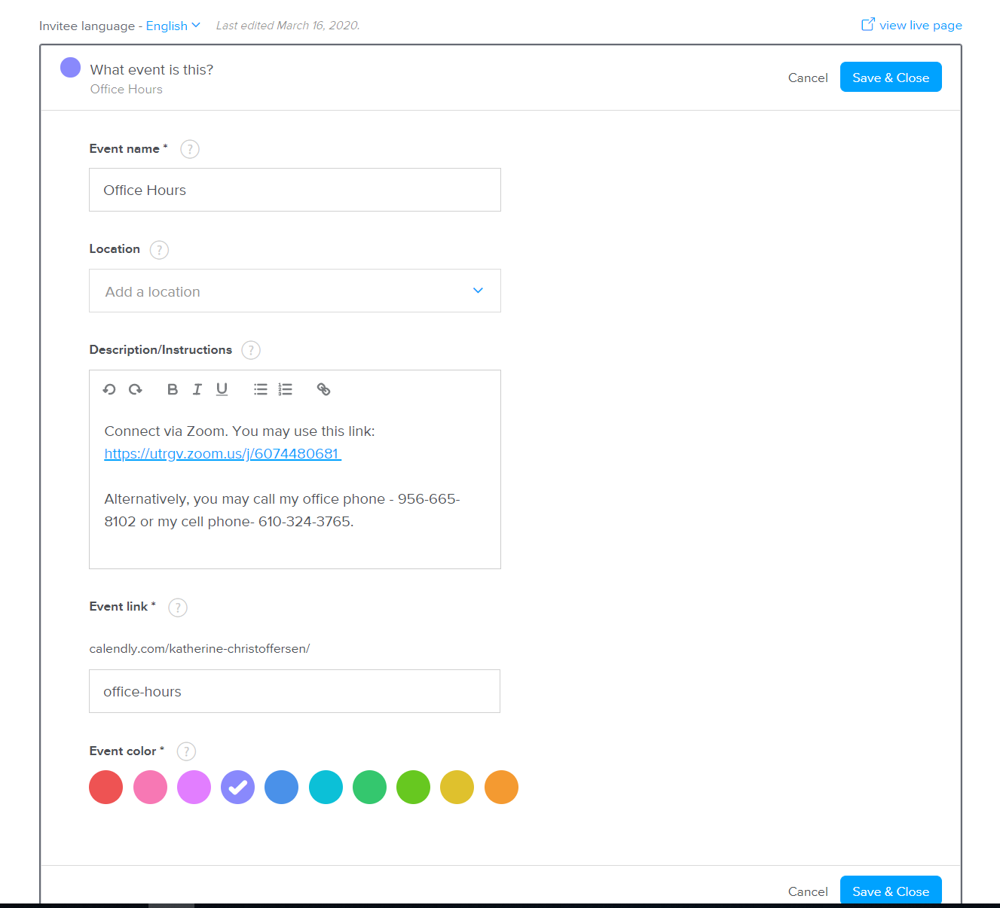 Invitee language - English
Last edited March 16, 2020.
view live page
What event is this?
Office Hours
Cancel
Save & Close
Event name * ?
Office Hours
Location ?
Add a location
Description/Instructions ?
B I U
Connect via Zoom. You may use this link:
https://utrgv.zoom.us/j/6074480681
Alternatively, you may call my office phone - 956-665-
8102 or my cell phone- 610-324-3765.
Event link * ?
calendly.com/katherine-christoffersen/
office-hours
Event color * ?
Cancel
Save & Close